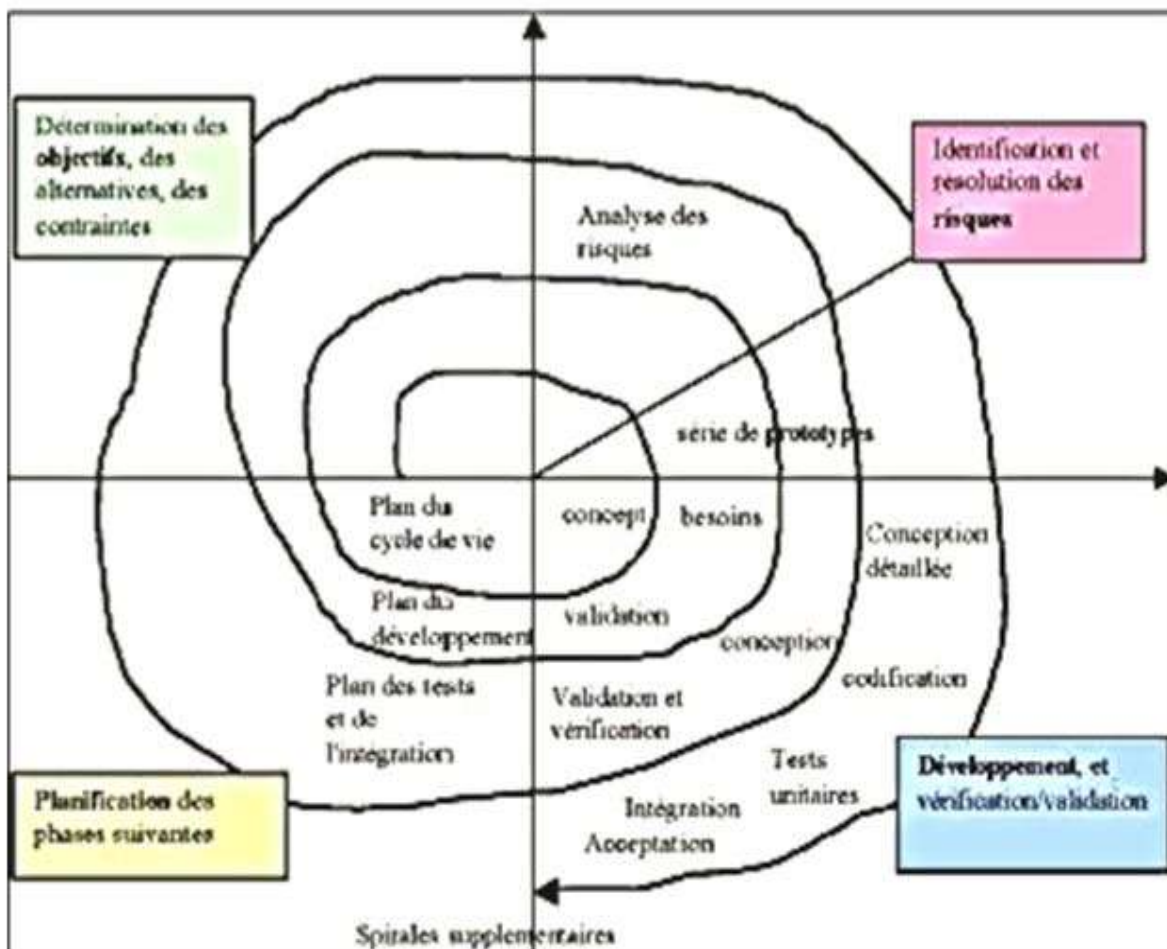 Détermination des
objectifs, des
alternatives, des
contraintes
Identification et
resolution des
risques
Analyse des
risques
série de prototypes
Plan du
cycle de vie
concept
besoins
Conception
détaillée
Plan du
développement
validation
conception
codification
Plan des tests
et de
l'intégration
Validation et
vérification
Tests
unitaires
Intégration
Acceptation
Planification des
phases suivantes
Développement, et
vérification/validation
Spirales supplementaires